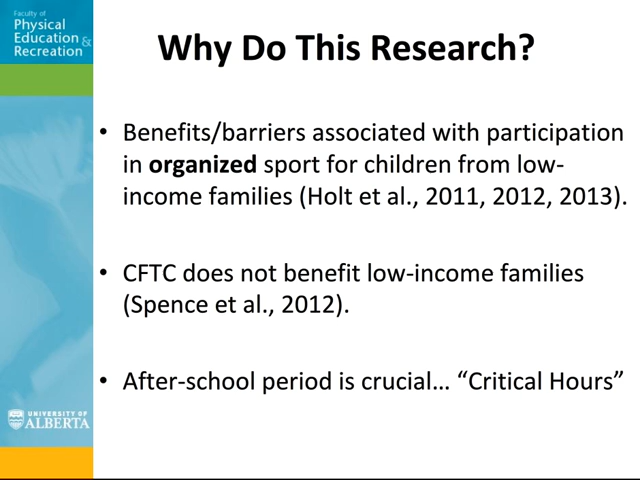 Faculty of
Physical
Education &
Recreation
Why Do This Research?
• Benefits/barriers associated with participation
in organized sport for children from low-
income families (Holt et al., 2011, 2012, 2013).
• CFTC does not benefit low-income families
(Spence et al., 2012).
• After-school period is crucial… “Critical Hours”
UNIVERSITY OF
ALBERTA